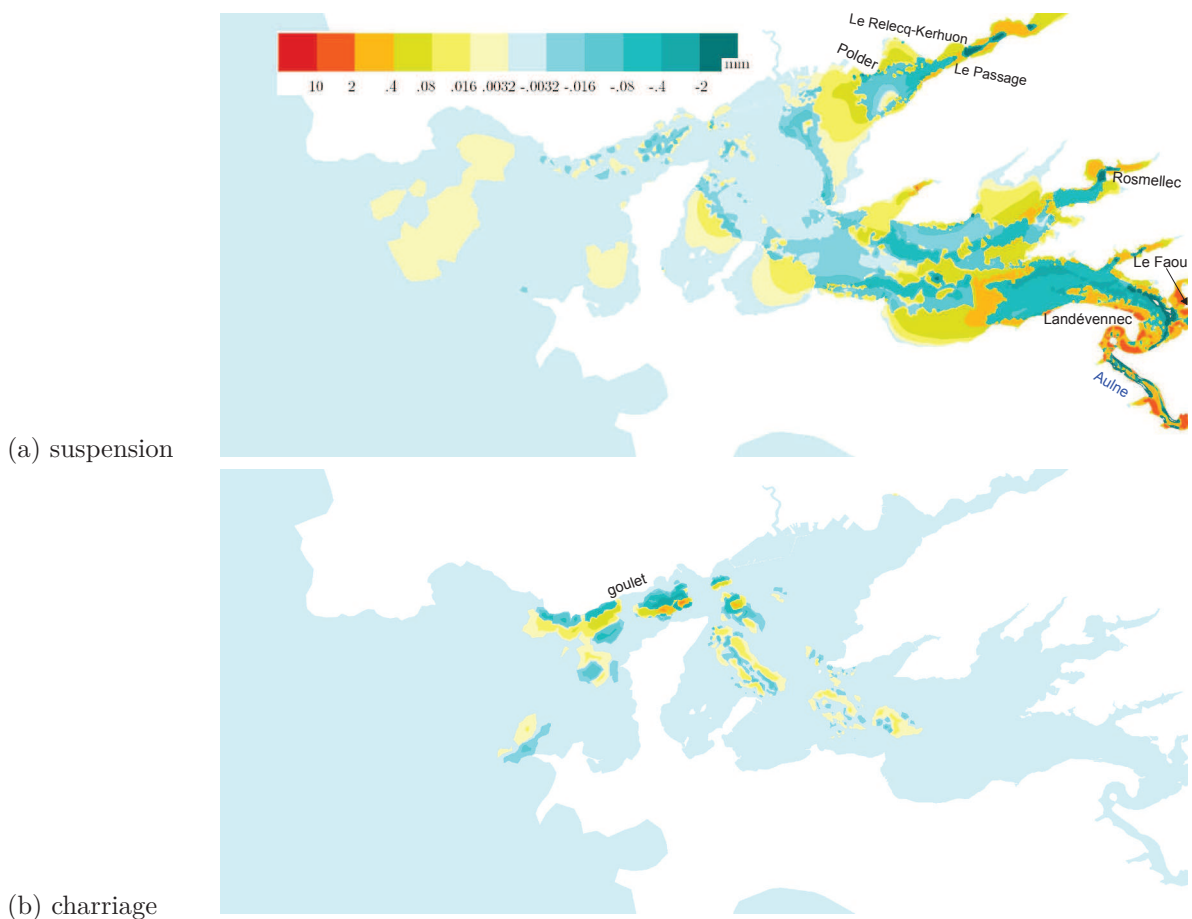 Le Relecq-Kerhuon
Polder
Le Passage
mm
10 2 .4 .08 .016 .0032 -.0032 -.016 -.08 -.4 -2
Rosmellec
Le Faou
Landévennec
Aulne
(a) suspension
goulet
(b) charriage